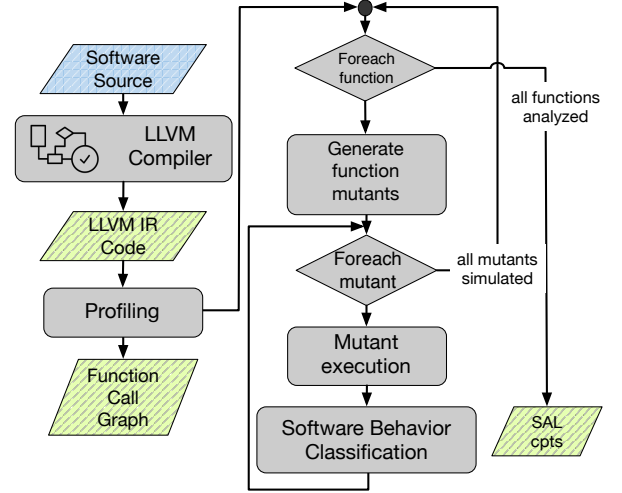 Software
Source
LLVM
Compiler
LLVM IR
Code
Profiling
Function
Call
Graph
Foreach
function
all functions
analyzed
Generate
function
mutants
Foreach
mutant
all mutants
simulated
Mutant
execution
Software Behavior
Classification
SAL
cpts